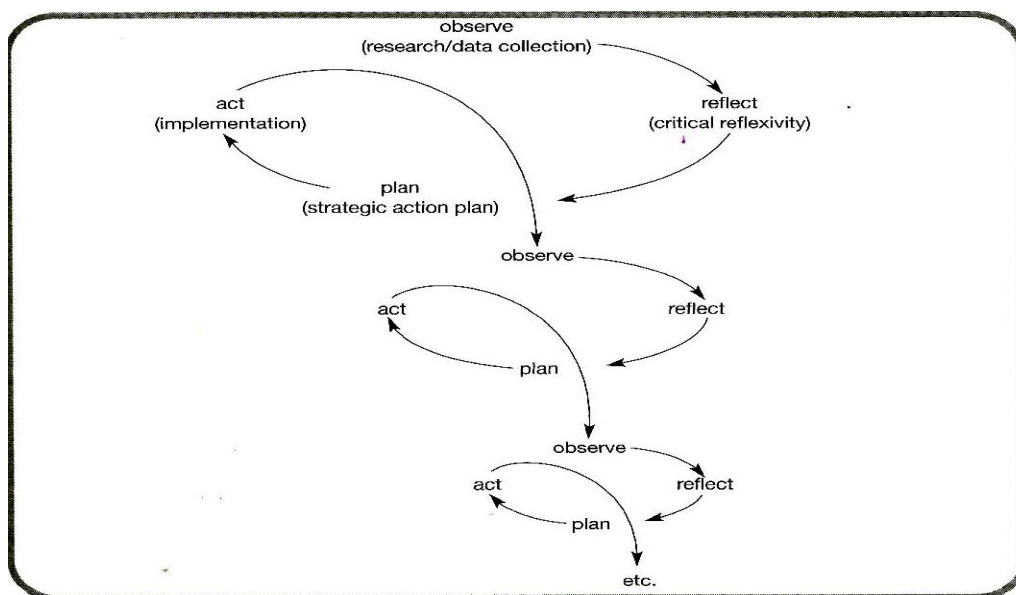 observe
(research/data collection)
act
(implementation)
reflect
(critical reflexivity)
plan
(strategic action plan)
observe
act
reflect
plan
observe
act
reflect
plan
etc.